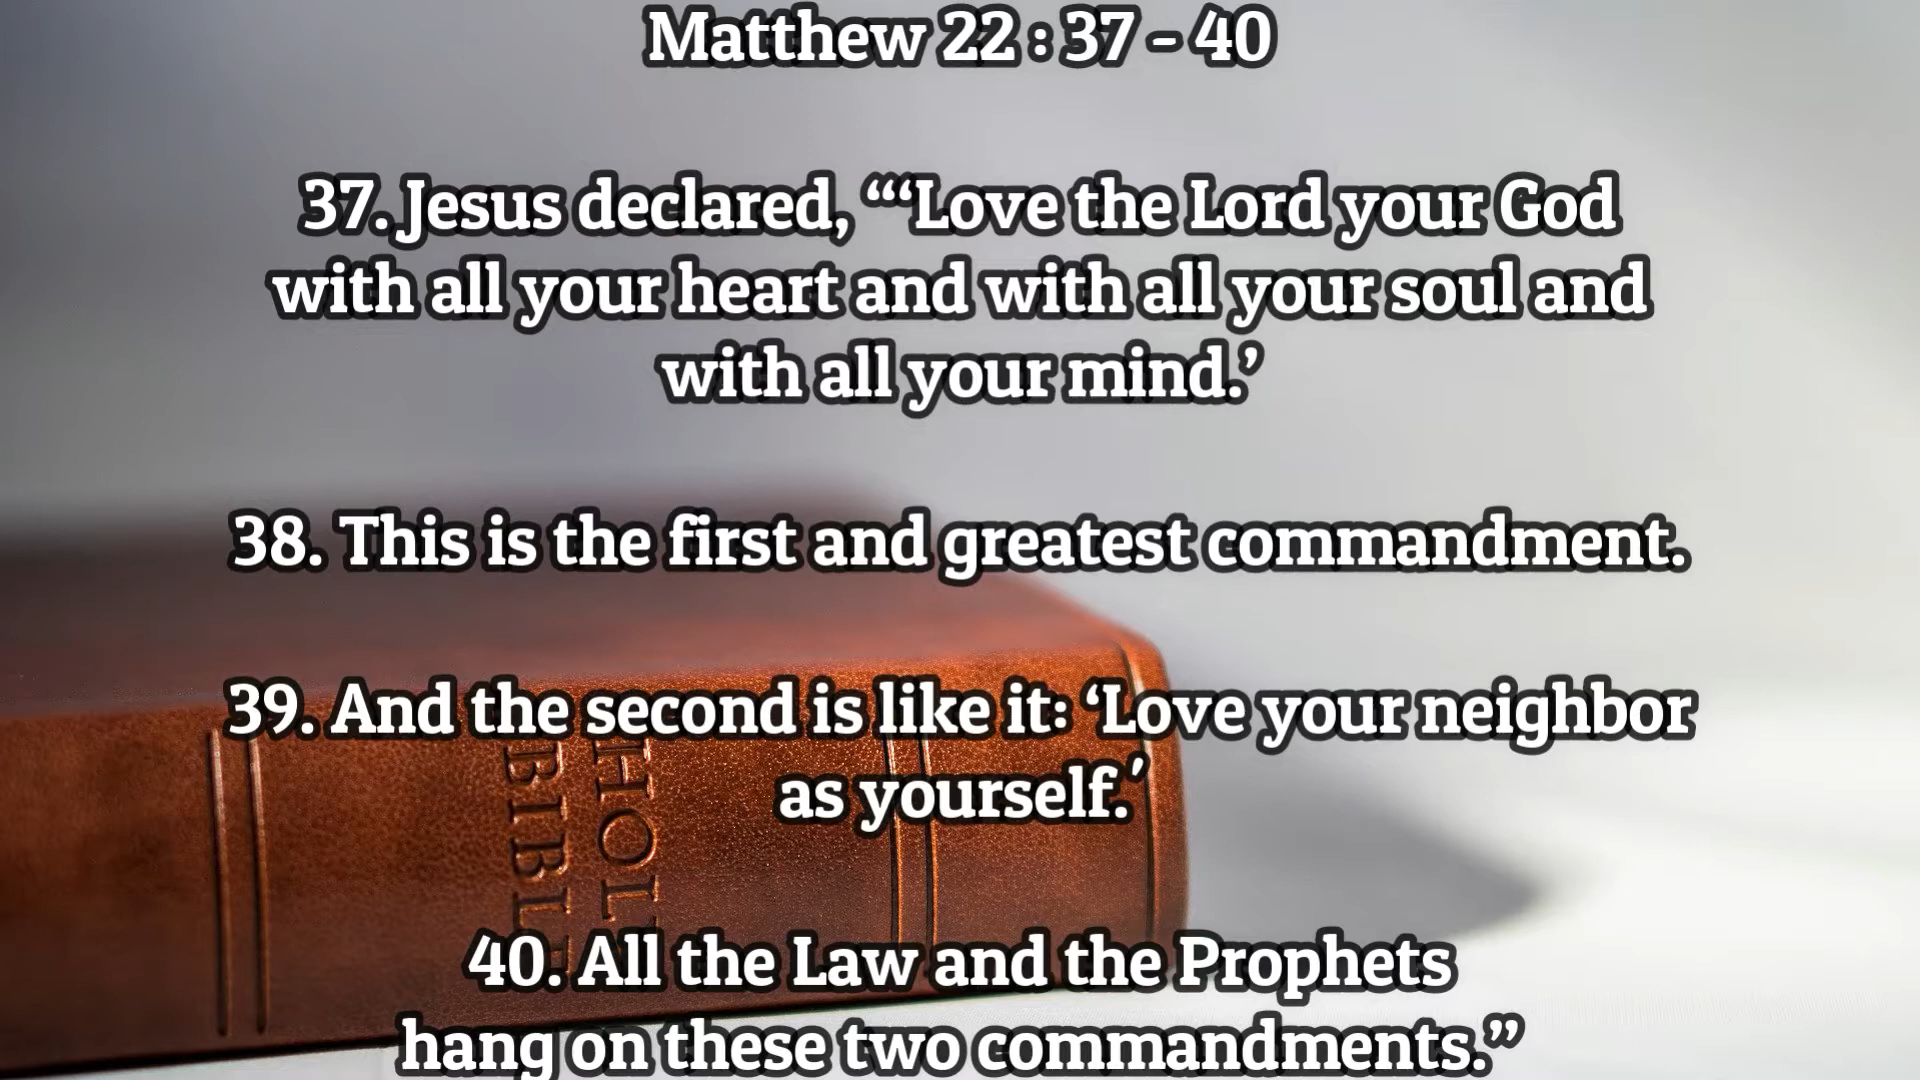 Matthew 22 : 37 - 40
37. Jesus declared, “‘“Love the Lord your God
with all your heart and with all your soul and
with all your mind.’
38. This is the first and greatest commandment.
39. And the second is like it: ‘Love your neighbor
as yourself.'
40. All the Law and the Prophets
hang on these two commandments.”
HOLY
BIBLE